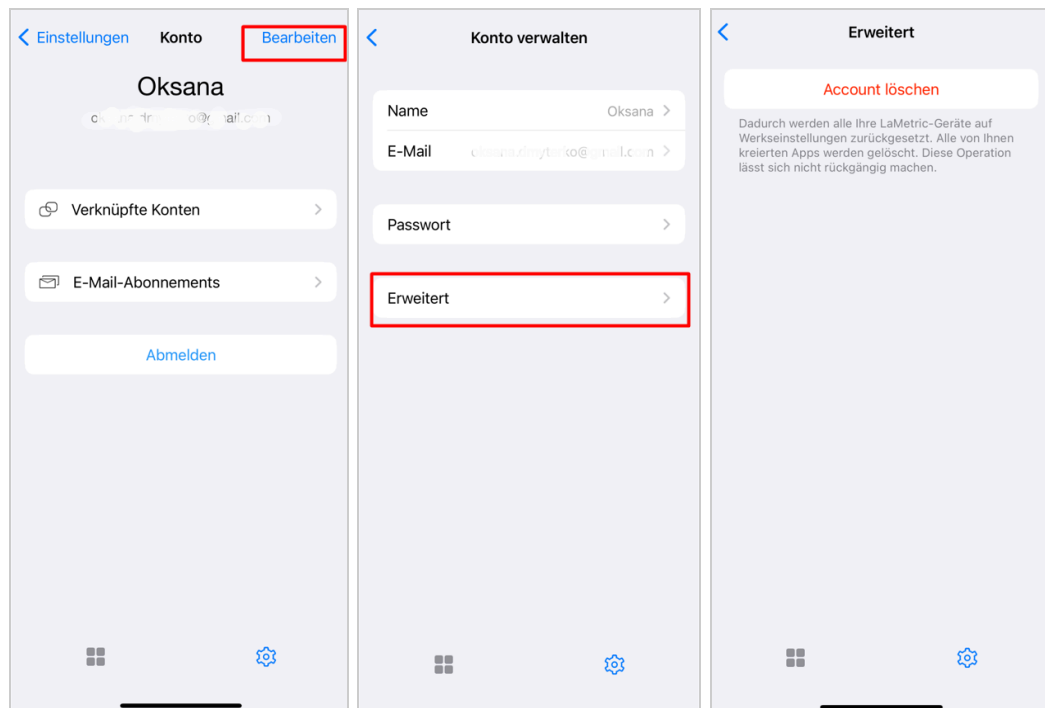 Einstellungen Konto Bearbeiten
Oksana
Verknüpfte Konten
E-Mail-Abonnements
Abmelden
Konto verwalten
Name Oksana
E-Mail
Passwort
Erweitert
Erweitert
Account löschen
Dadurch werden alle Ihre LaMetric-Geräte auf
Werkseinstellungen zurückgesetzt. Alle von Ihnen
kreierten Apps werden gelöscht. Diese Operation
lässt sich nicht rückgängig machen.